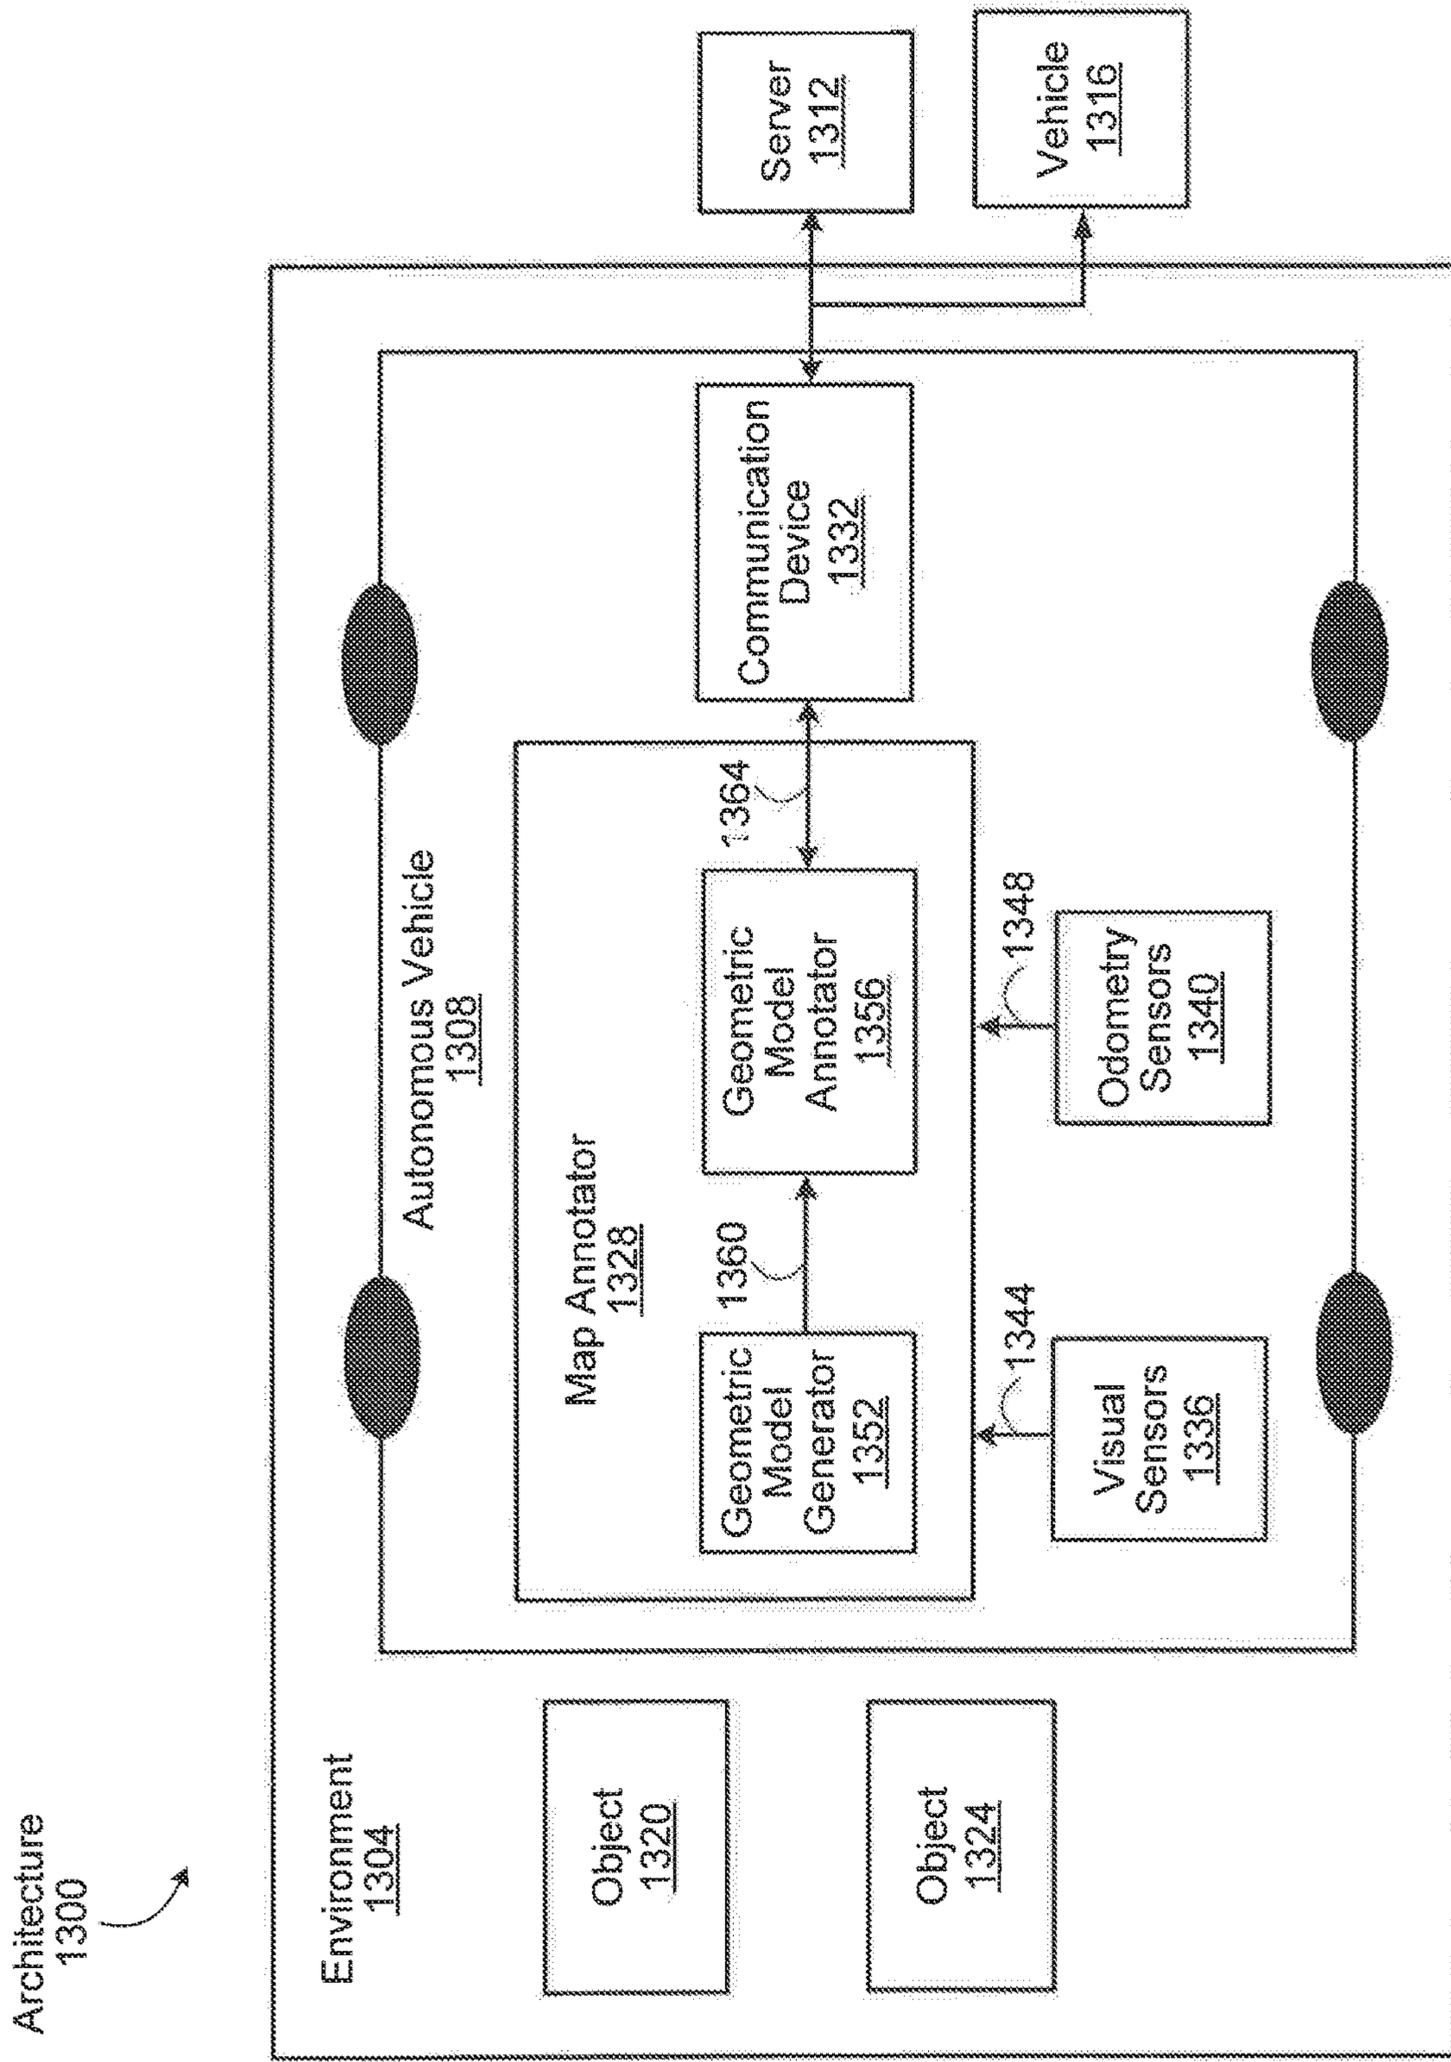 Architecture
1300
Environment
1304
Object
1320
Object
1324
Autonomous Vehicle
1308
Map Annotator
1328
Geometric
Model
Generator
1352
1360
Geometric
Model
Annotator
1356
1364
Communication
Device
1332
Visual
Sensors
1336
1344
Odometry
Sensors
1340
1348
Server
1312
Vehicle
1316